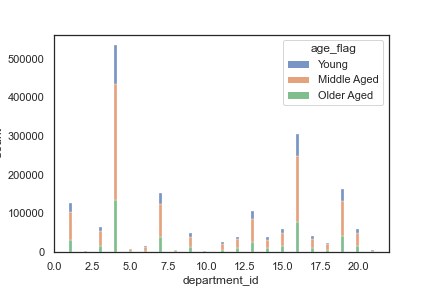 age_flag
Young
Middle Aged
Older Aged
500000
400000
300000
200000
100000
0
0.0 2.5 5.0 7.5 10.0 12.5 15.0 17.5 20.0
department_id